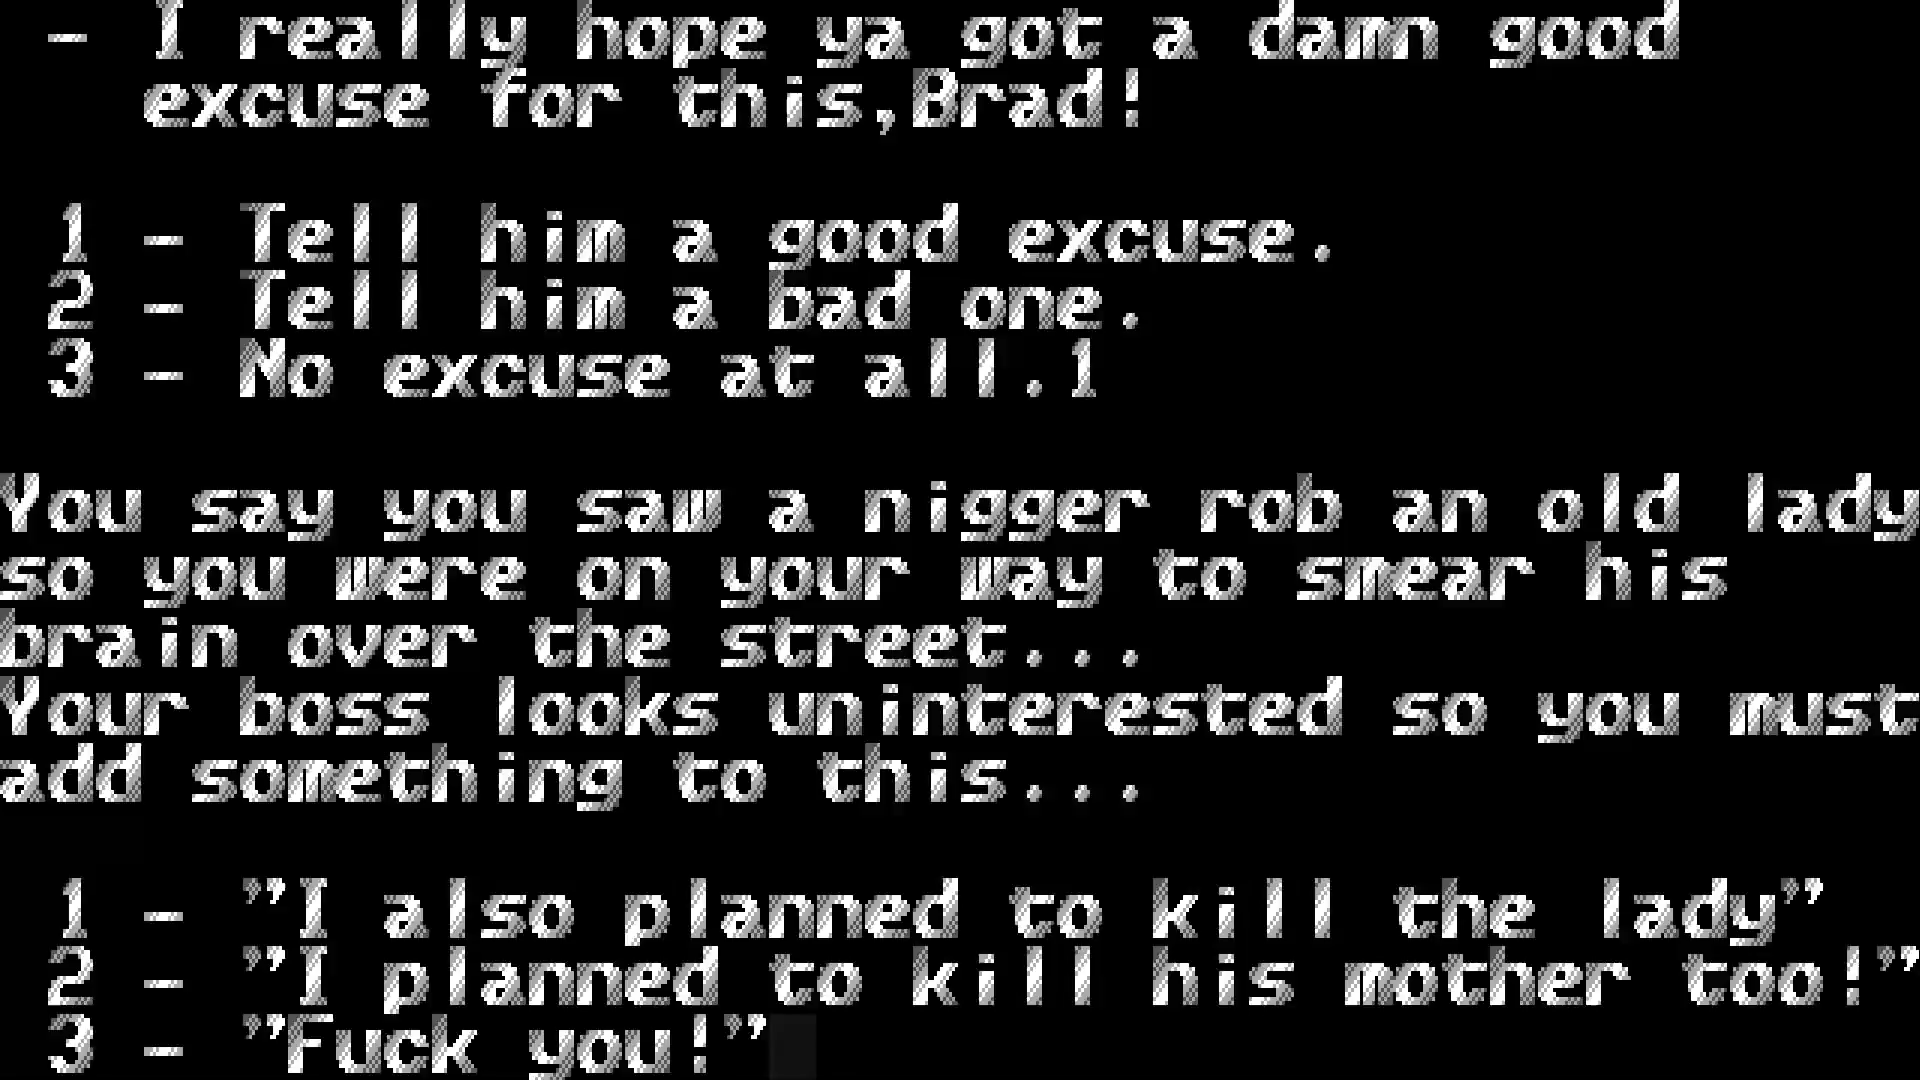 - I really hope ya got a damn good
excuse for this,Brad!
1 - Tell him a good excuse.
2 - Tell him a bad one.
3 - No excuse at all.1
You say you saw a nigger rob an old lady
so you were on your way to smear his
brain over the street...
Your boss looks uninterested so you must
add something to this...
1 - ”I also planned to kill the lady”
2 - ”I planned to kill his mother too!”
3 - ”Fuck you!”